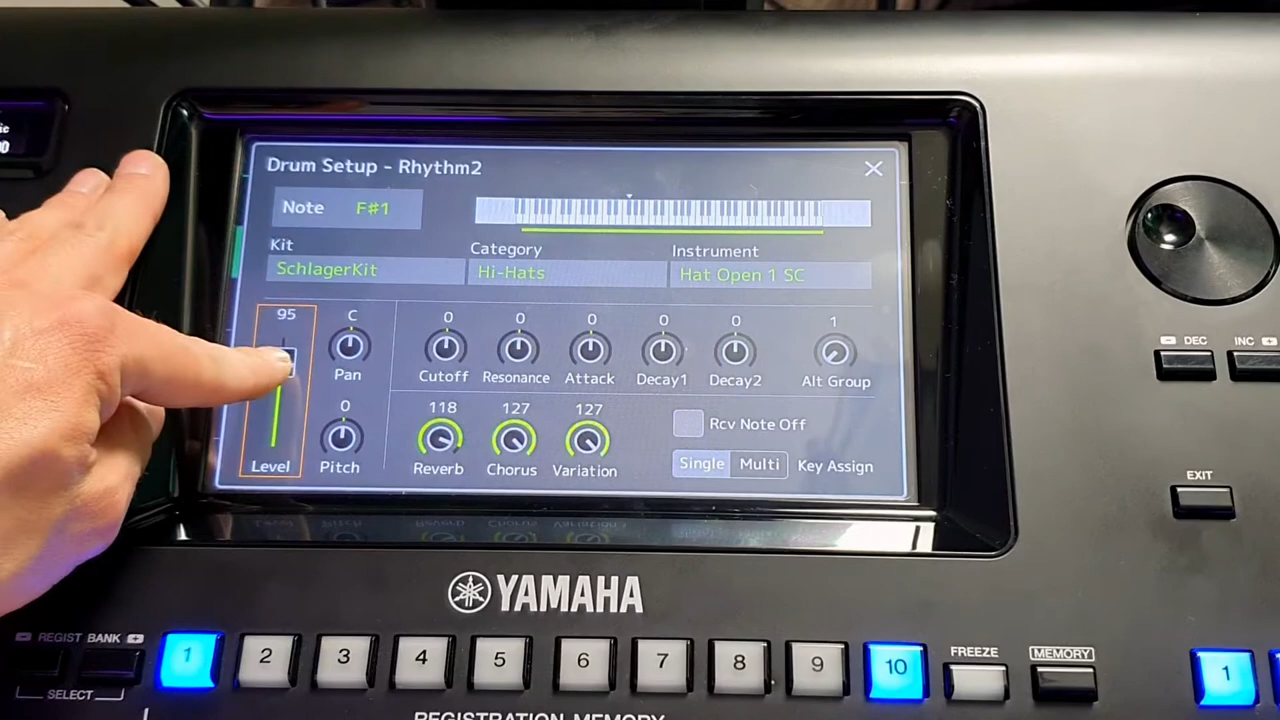 Drum Setup - Rhythm2
Note F#1
Kit Category Instrument
SchlagerKit Hi-Hats Hat Open 1 SC
95 C 0 0 0 0 0 1
Pan Cutoff Resonance Attack Decay1 Decay2 Alt Group
0 118 127 127 Rcv Note Off
Level Pitch Reverb Chorus Variation Single Multi Key Assign
DEC INC
EXIT
YAMAHA
REGIST BANK
1 2 3 4 5 6 7 8 9 10 FREEZE MEMORY 1
SELECT
REGISTRATION MEMORY